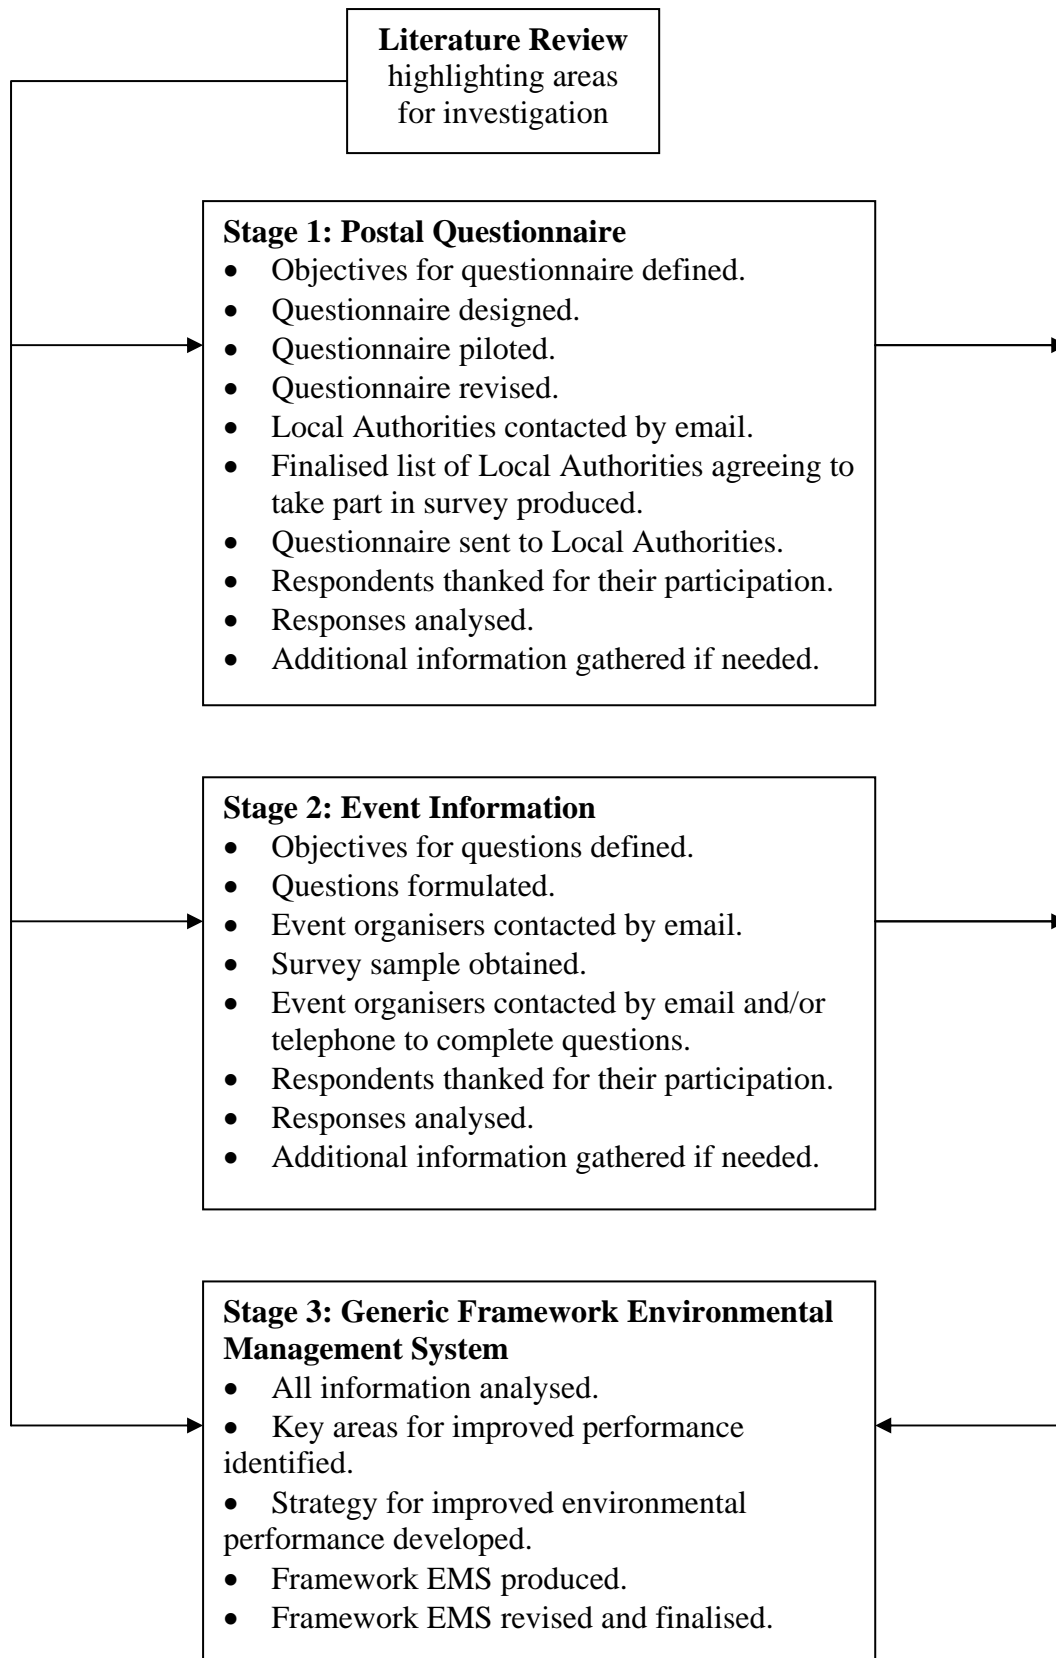 Literature Review
highlighting areas
for investigation
Stage 1: Postal Questionnaire
• Objectives for questionnaire defined.
• Questionnaire designed.
• Questionnaire piloted.
• Questionnaire revised.
• Local Authorities contacted by email.
• Finalised list of Local Authorities agreeing to
take part in survey produced.
• Questionnaire sent to Local Authorities.
• Respondents thanked for their participation.
• Responses analysed.
• Additional information gathered if needed.
Stage 2: Event Information
• Objectives for questions defined.
• Questions formulated.
• Event organisers contacted by email.
• Survey sample obtained.
• Event organisers contacted by email and/or
telephone to complete questions.
• Respondents thanked for their participation.
• Responses analysed.
• Additional information gathered if needed.
Stage 3: Generic Framework Environmental
Management System
• All information analysed.
• Key areas for improved performance
identified.
• Strategy for improved environmental
performance developed.
• Framework EMS produced.
• Framework EMS revised and finalised.